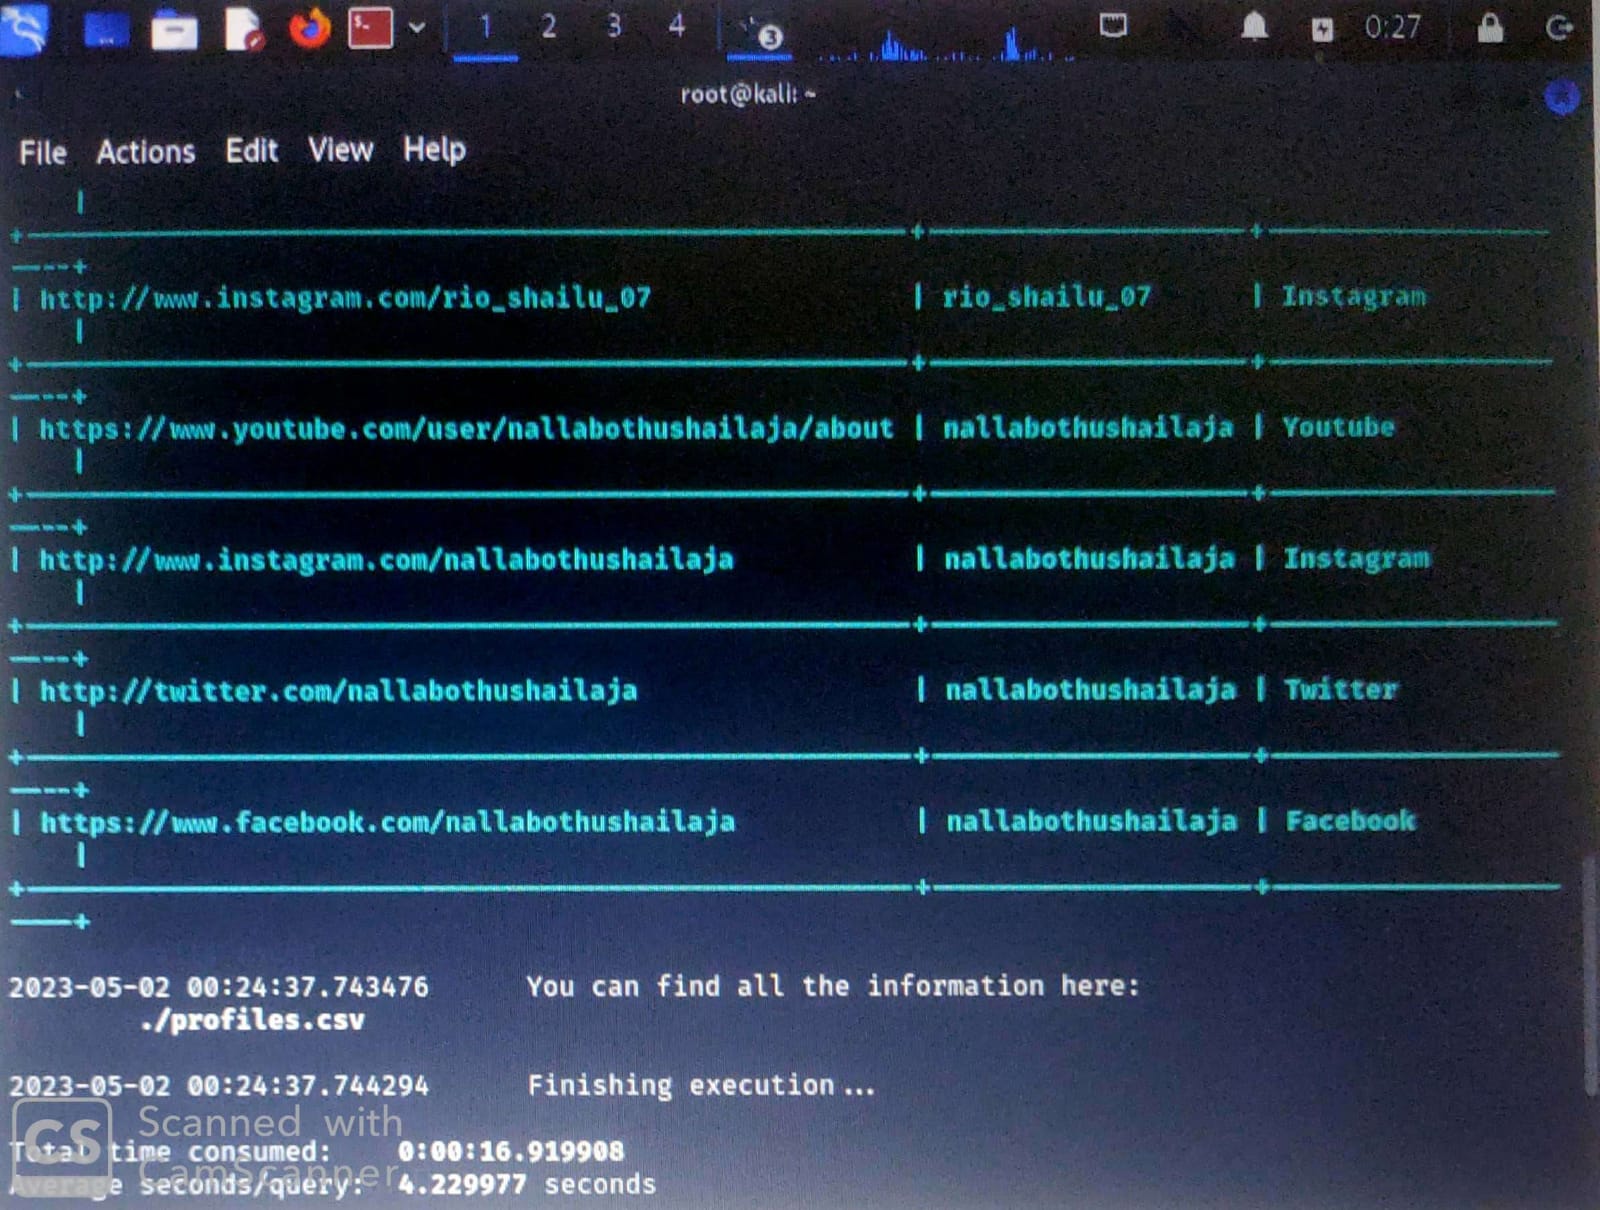 1 2 3 4 3 0:27
root@kali: ~
File Actions Edit View Help
|
+---+---+---
----+
| http://www.instagram.com/rio_shailu_07 | rio_shailu_07 | Instagram
|
+---+---+---
----+
| https://www.youtube.com/user/nallabothushailaja/about | nallabothushailaja | Youtube
|
+---+---+---
----+
| http://www.instagram.com/nallabothushailaja | nallabothushailaja | Instagram
|
+---+---+---
----+
| http://twitter.com/nallabothushailaja | nallabothushailaja | Twitter
|
+---+---+---
----+
| https://www.facebook.com/nallabothushailaja | nallabothushailaja | Facebook
|
+---+---+---
----+
2023-05-02 00:24:37.743476 You can find all the information here:
./profiles.csv
2023-05-02 00:24:37.744294 Finishing execution ...
CS Scanned with
Total time consumed: 0:00:16.919908
CamScanner
Average seconds/query: 4.229977 seconds